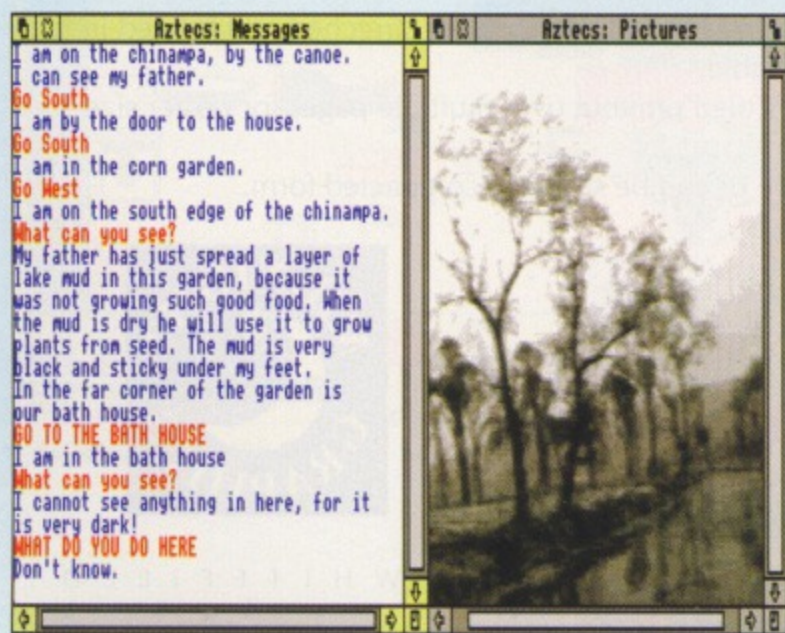 Aztecs: Messages
I am on the chinampa, by the canoe.
I can see my father.
Go South
I am by the door to the house.
Go South
I am in the corn garden.
Go West
I am on the south edge of the chinampa.
What can you see?
My father has just spread a layer of
lake mud in this garden, because it
was not growing such good food. When
the mud is dry he will use it to grow
plants from seed. The mud is very
black and sticky under my feet.
In the far corner of the garden is
our bath house.
GO TO THE BATH HOUSE
I am in the bath house
What can you see?
I cannot see anything in here, for it
is very dark!
WHAT DO YOU DO HERE
Don't know.
Aztecs: Pictures